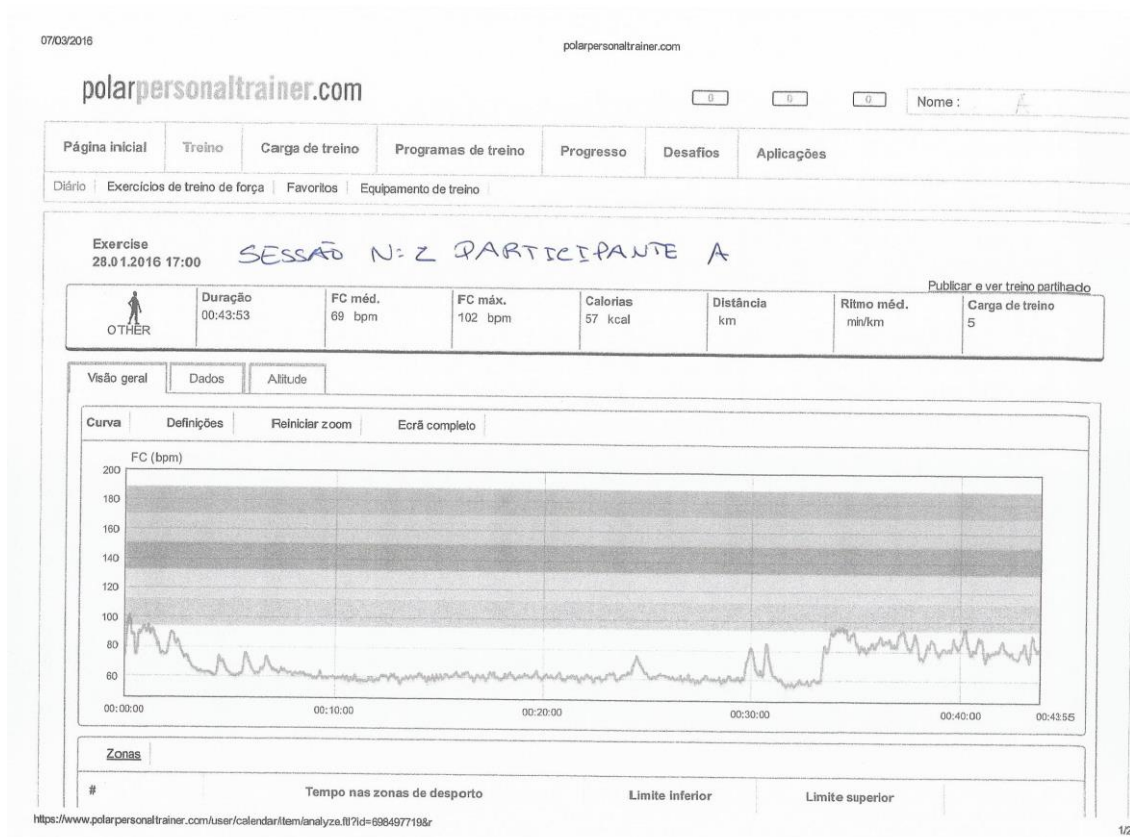 07/03/2016 polarpersonaltrainer.com
polarpersonaltrainer.com 0 0 0 Nome : A
Página inicial Treino Carga de treino Programas de treino Progresso Desafios Aplicações
Diário Exercícios de treino de força Favoritos Equipamento de treino
Exercise
28.01.2016 17:00
SESSÃO N:2 PARTICIPANTE A
Publicar e ver treino partilhado
OTHER
Duração
00:43:53
FC méd.
69 bpm
FC máx.
102 bpm
Calorias
57 kcal
Distância
km
Ritmo méd.
min/km
Carga de treino
5
Visão geral Dados Altitude
Curva Definições Reiniciar zoom Ecrã completo
FC (bpm)
200
180
160
140
120
100
80
60
00:00:00 00:10:00 00:20:00 00:30:00 00:40:00 00:43:55
Zonas
# Tempo nas zonas de desporto Limite inferior Limite superior
https://www.polarpersonaltrainer.com/user/calendar/item/analyze.ftl?id=698497719&r 1/2